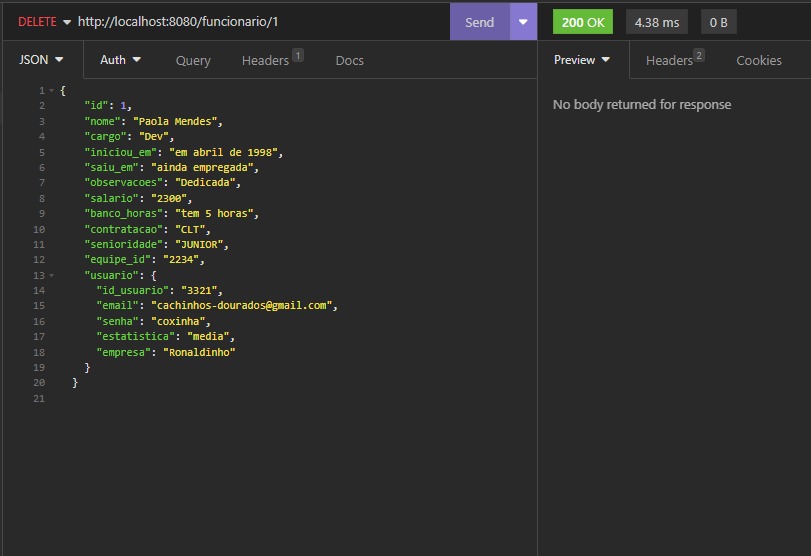 DELETE http://localhost:8080/funcionario/1 Send 200 OK 4.38 ms 0 B
JSON Auth Query Headers 1 Docs Preview Headers 2 Cookies
No body returned for response
1 {
2 "id": 1,
3 "nome": "Paola Mendes",
4 "cargo": "Dev",
5 "iniciou_em": "em abril de 1998",
6 "saiu_em": "ainda empregada",
7 "observacoes": "Dedicada",
8 "salario": "2300",
9 "banco_horas": "tem 5 horas",
10 "contratacao": "CLT",
11 "senioridade": "JUNIOR",
12 "equipe_id": "2234",
13 "usuario": {
14 "id_usuario": "3321",
15 "email": "cachinhos-dourados@gmail.com",
16 "senha": "coxinha",
17 "estatistica": "media",
18 "empresa": "Ronaldinho"
19 }
20 }
21